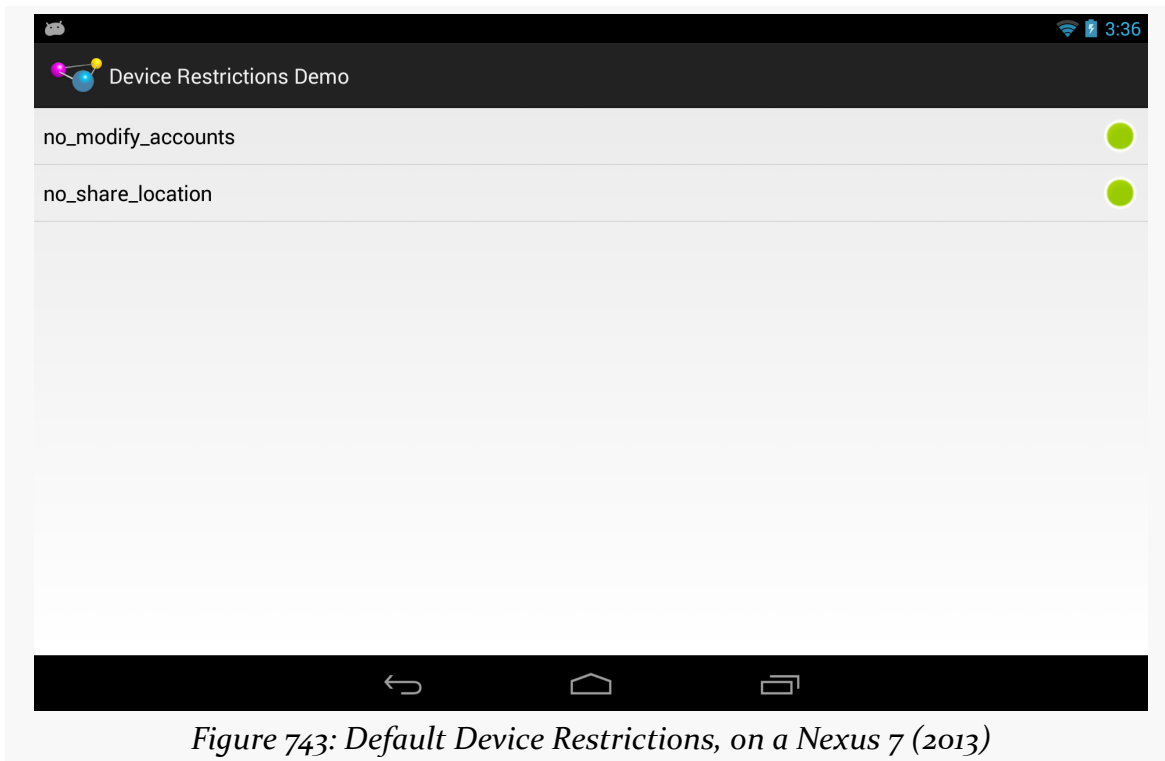 3:36
Device Restrictions Demo
no_modify_accounts
no_share_location
Figure 743: Default Device Restrictions, on a Nexus 7 (2013)